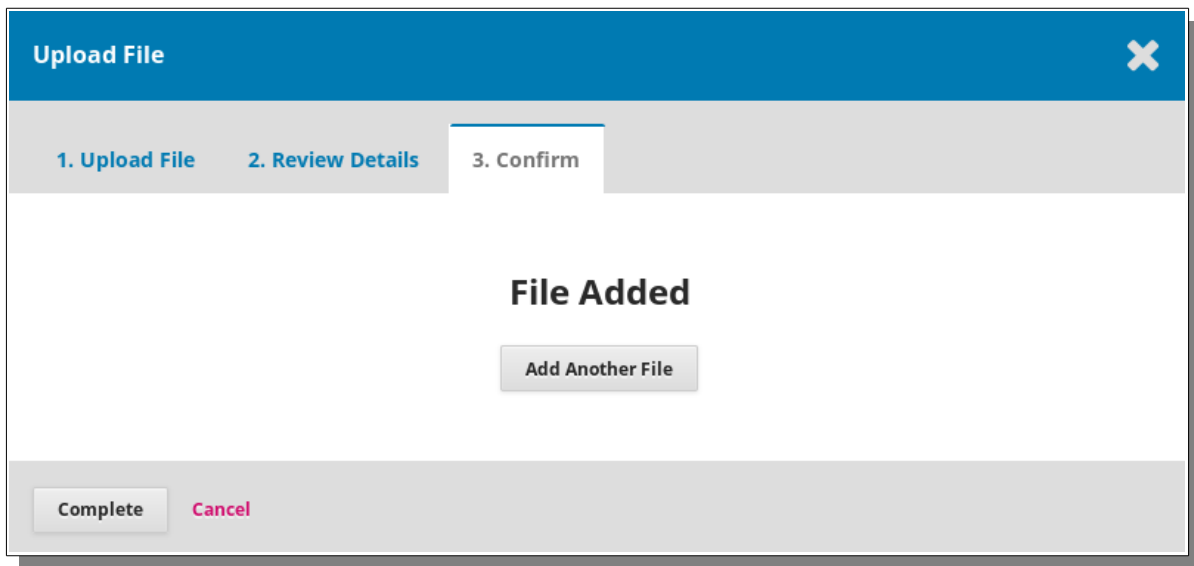 Upload File
1. Upload File 2. Review Details 3. Confirm
File Added
Add Another File
Complete Cancel